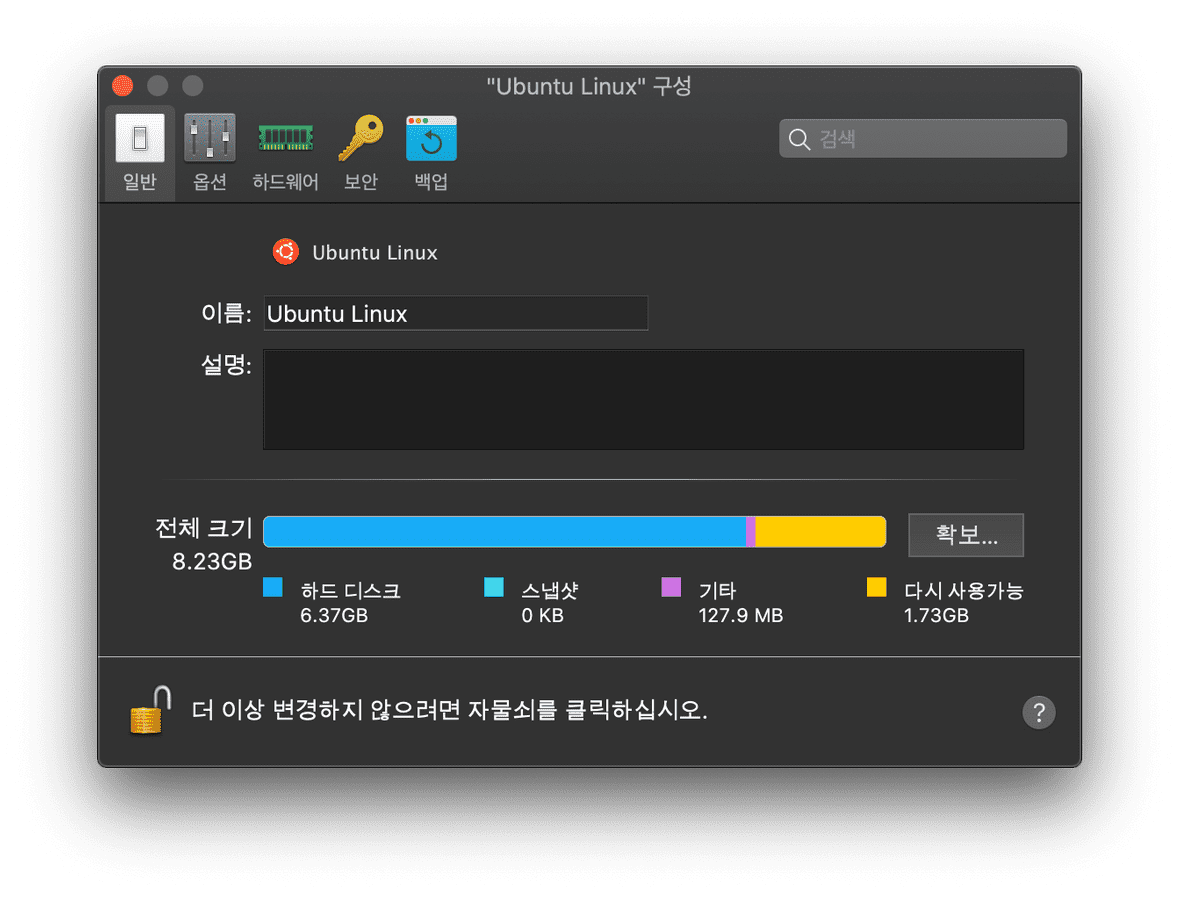 "Ubuntu Linux" 구성
일반 옵션 하드웨어 보안 백업
검색
Ubuntu Linux
이름: Ubuntu Linux
설명:
전체 크기
8.23GB
확보...
하드 디스크 스냅샷 기타 다시 사용가능
6.37GB 0 KB 127.9 MB 1.73GB
더 이상 변경하지 않으려면 자물쇠를 클릭하십시오.
?